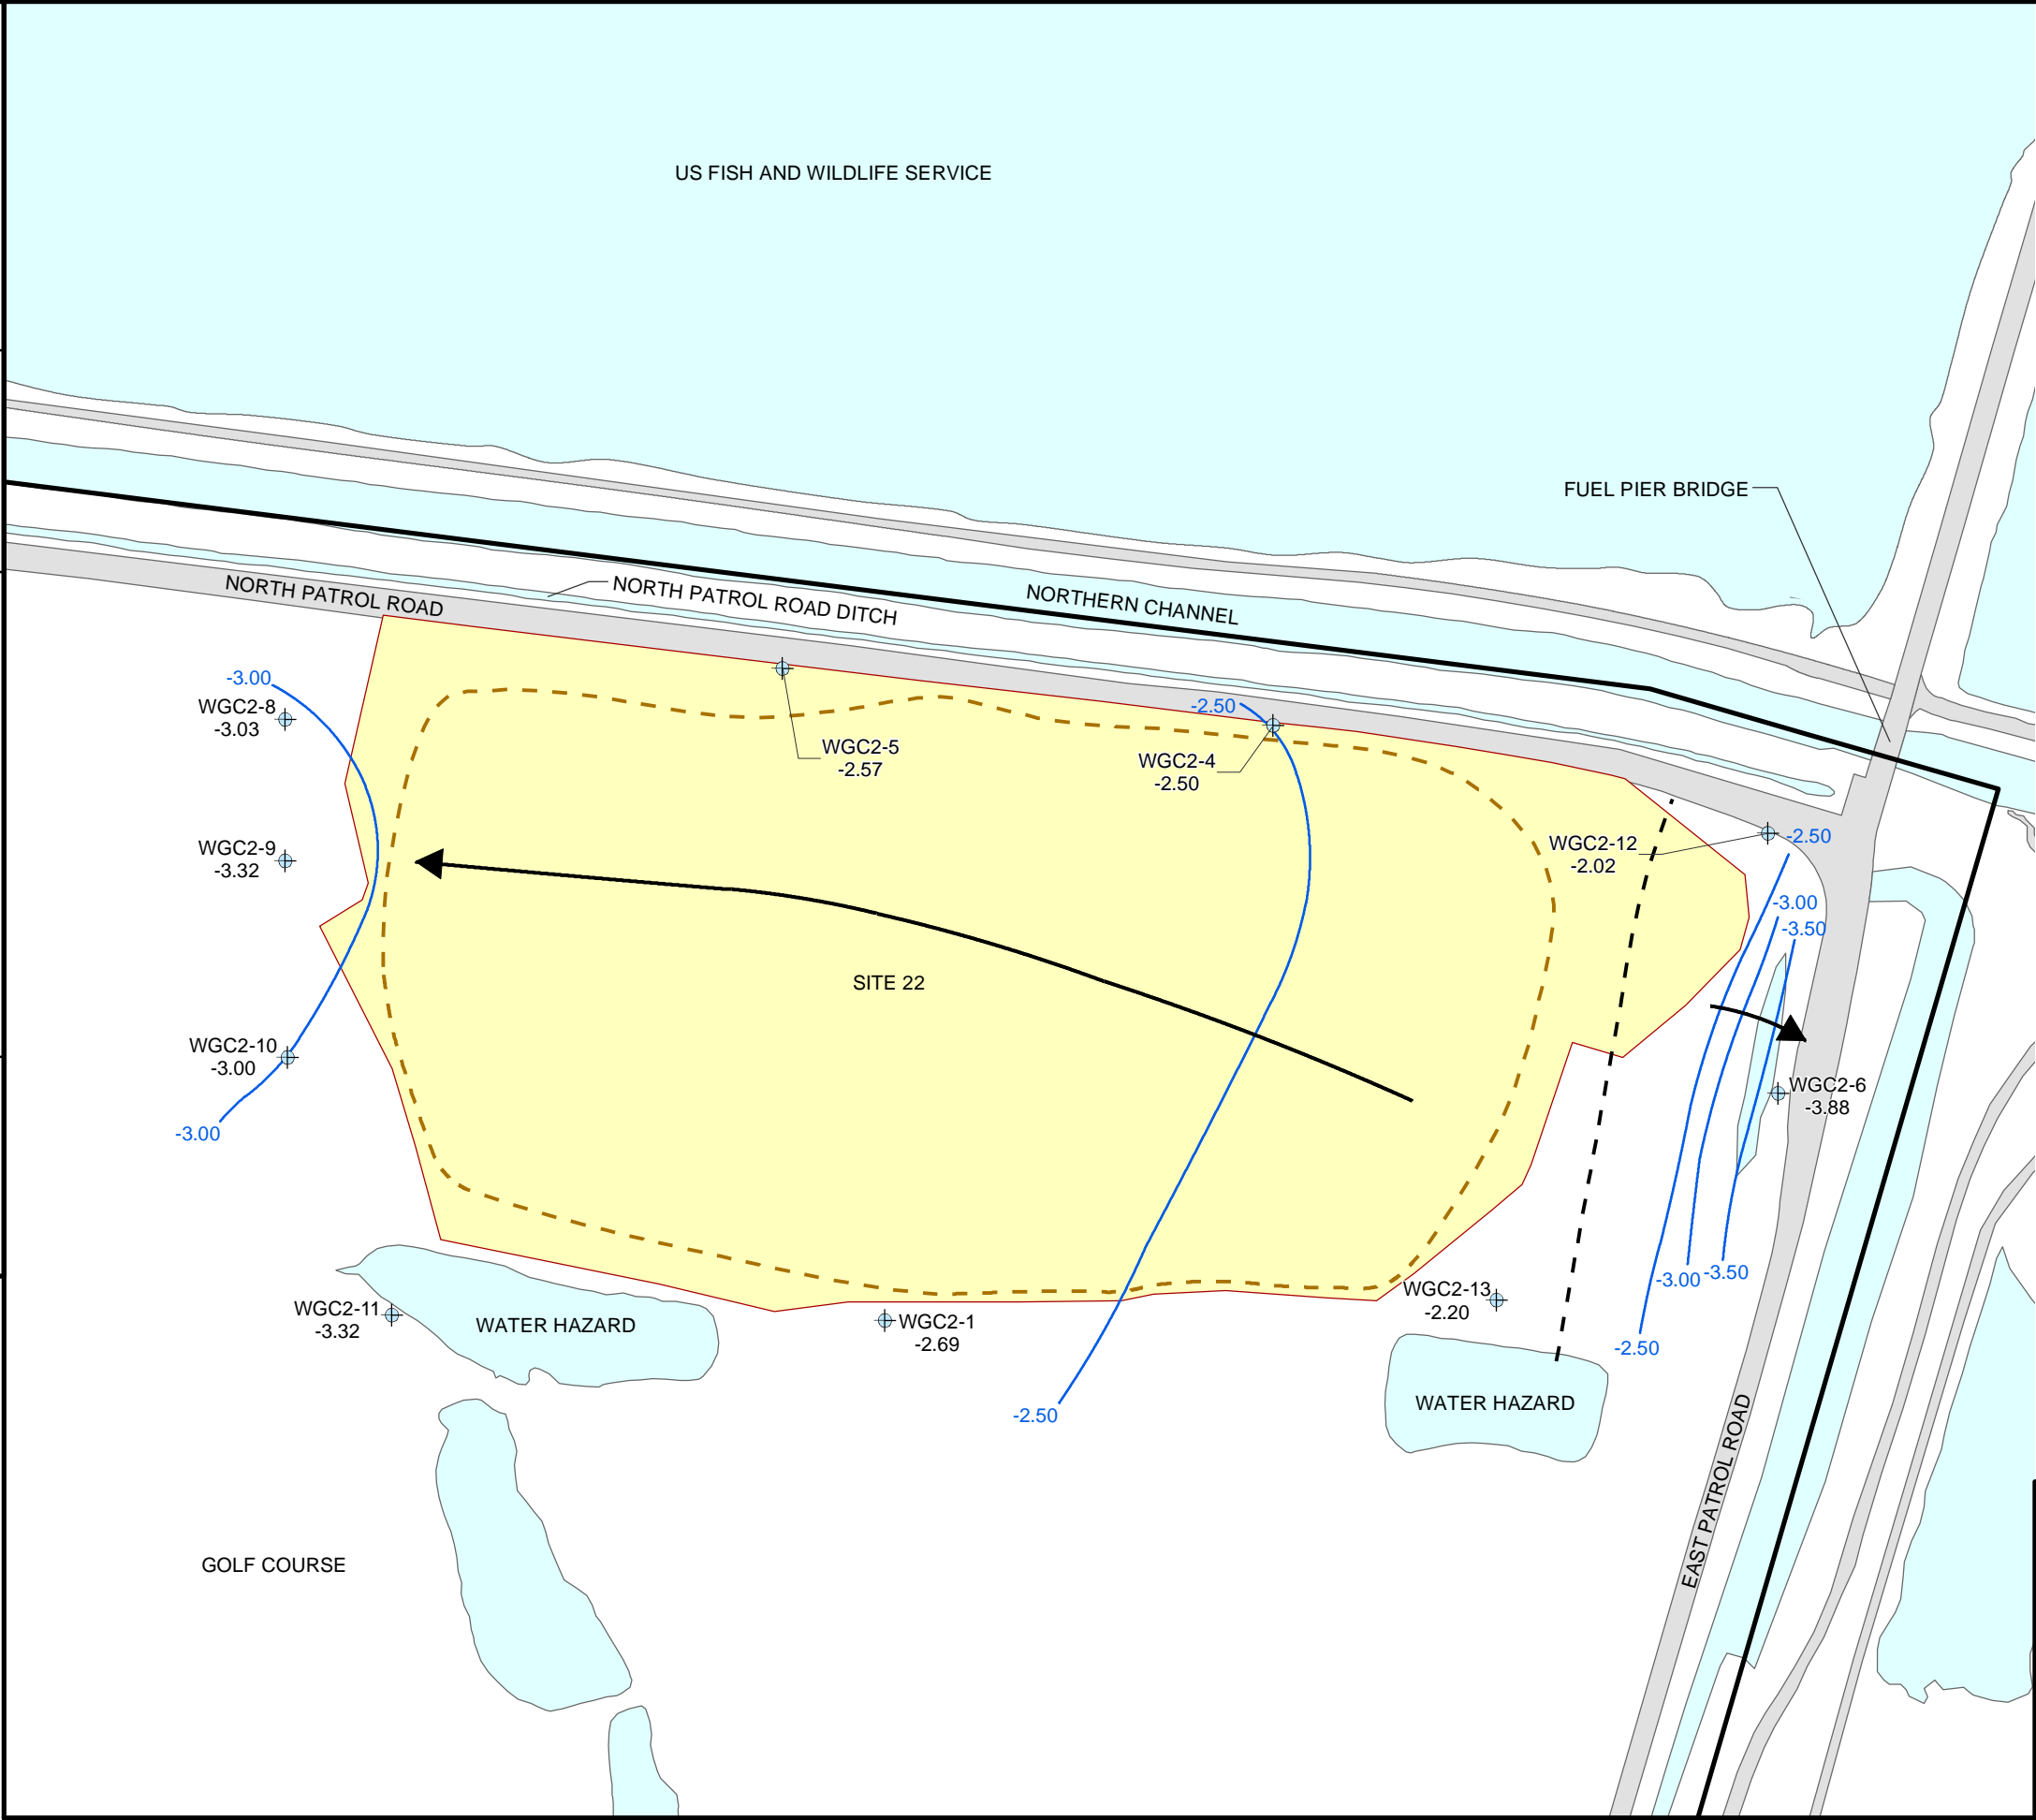 US FISH AND WILDLIFE SERVICE
FUEL PIER BRIDGE
NORTH PATROL ROAD
NORTH PATROL ROAD DITCH
NORTHERN CHANNEL
-3.00
WGC2-8
-3.03
-2.50
WGC2-5
-2.57
WGC2-4
-2.50
WGC2-12
-2.02
-2.50
WGC2-9
-3.32
-3.00
-3.50
SITE 22
WGC2-10
-3.00
WGC2-6
-3.88
-3.00
-3.00
-3.50
WGC2-13
-2.20
WGC2-11
-3.32
WATER HAZARD
WGC2-1
-2.69
-2.50
WATER HAZARD
-2.50
EAST PATROL ROAD
GOLF COURSE